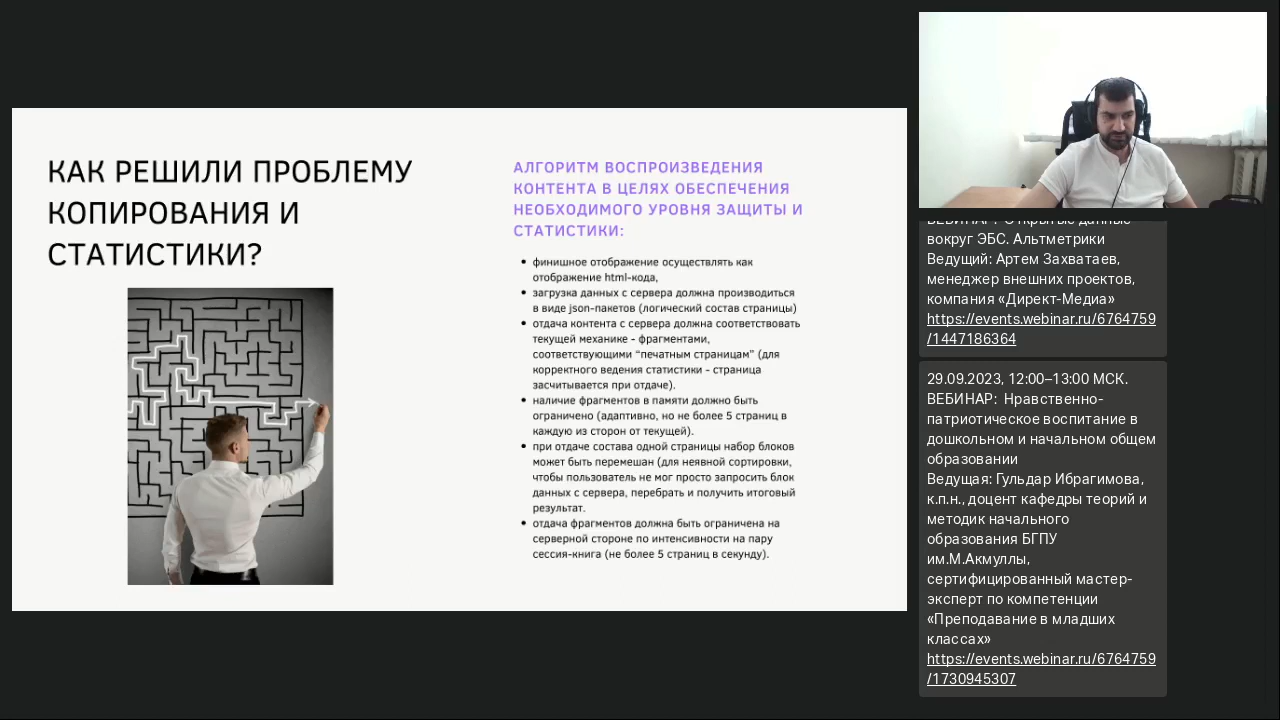 КАК РЕШИЛИ ПРОБЛЕМУ
КОПИРОВАНИЯ И
СТАТИСТИКИ?
АЛГОРИТМ ВОСПРОИЗВЕДЕНИЯ
КОНТЕНТА В ЦЕЛЯХ ОБЕСПЕЧЕНИЯ
НЕОБХОДИМОГО УРОВНЯ ЗАЩИТЫ И
СТАТИСТИКИ:
• финишное отображение осуществлять как
отображение html-кода,
• загрузка данных с сервера должна производиться
в виде json-пакетов (логический состав страницы)
• отдача контента с сервера должна соответствовать
текущей механике - фрагментами,
соответствующими “печатным страницам” (для
корректного ведения статистики - страница
засчитывается при отдаче).
• наличие фрагментов в памяти должно быть
ограничено (адаптивно, но не более 5 страниц в
каждую из сторон от текущей).
• при отдаче состава одной страницы набор блоков
может быть перемешан (для неявной сортировки,
чтобы пользователь не мог просто запросить блок
данных с сервера, перебрать и получить итоговый
результат.
• отдача фрагментов должна быть ограничена на
серверной стороне по интенсивности на пару
сессия-книга (не более 5 страниц в секунду).
ВЕБИНАР: Открытые данные
вокруг ЭБС. Альтметрики
Ведущий: Артем Захватаев,
менеджер внешних проектов,
компания «Директ-Медиа»
https://events.webinar.ru/6764759
/1447186364
29.09.2023, 12:00–13:00 МСК.
ВЕБИНАР: Нравственно-
патриотическое воспитание в
дошкольном и начальном общем
образовании
Ведущая: Гульдар Ибрагимова,
к.п.н., доцент кафедры теорий и
методик начального
образования БГПУ
им.М.Акмуллы,
сертифицированный мастер-
эксперт по компетенции
«Преподавание в младших
классах»
https://events.webinar.ru/6764759
/1730945307